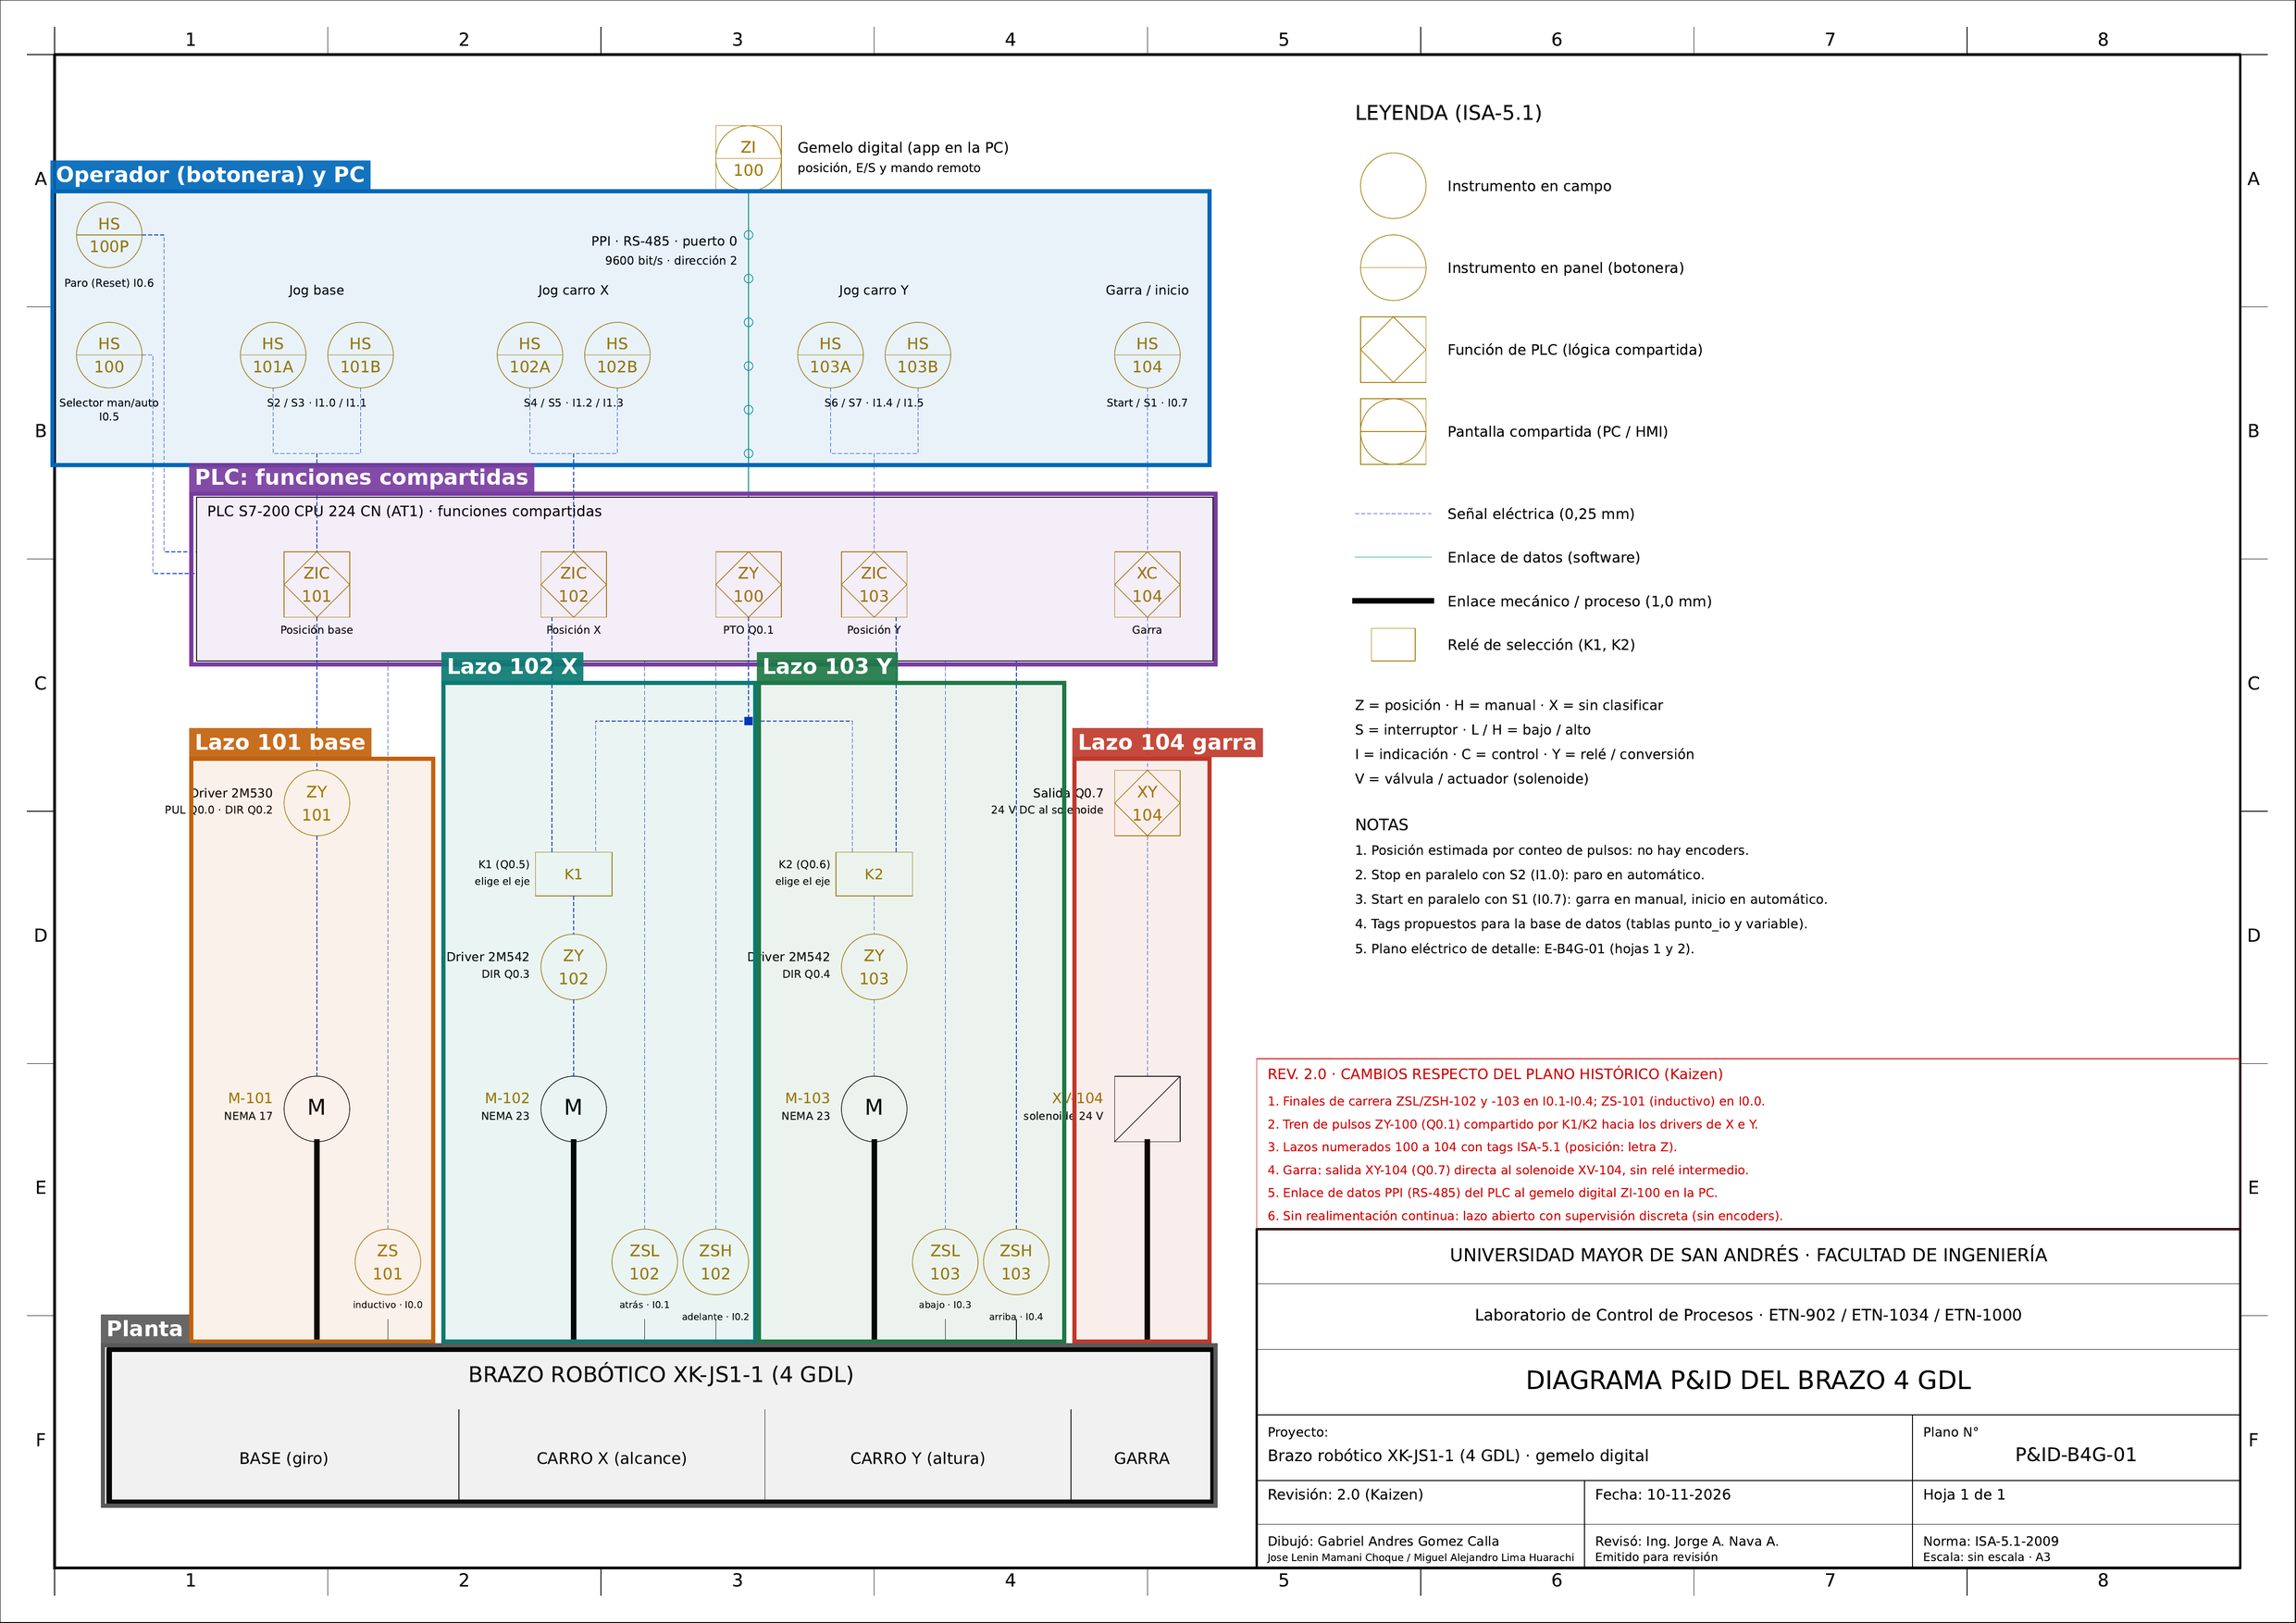 1 2 3 4 5 6 7 8
A
B
C
D
E
F
A
B
C
D
E
F
Operador (botonera) y PC
ZI
100
Gemelo digital (app en la PC)
posición, E/S y mando remoto
HS
100P
Paro (Reset) I0.6
PPI · RS-485 · puerto 0
9600 bit/s · dirección 2
Jog base
Jog carro X
Jog carro Y
Garra / inicio
HS
100
HS
101A
HS
101B
HS
102A
HS
102B
HS
103A
HS
103B
HS
104
Selector man/auto
I0.5
S2 / S3 · I1.0 / I1.1
S4 / S5 · I1.2 / I1.3
S6 / S7 · I1.4 / I1.5
Start / S1 · I0.7
PLC: funciones compartidas
PLC S7-200 CPU 224 CN (AT1) · funciones compartidas
ZIC
101
ZIC
102
ZY
100
ZIC
103
XC
104
Posición base
Posición X
PTO Q0.1
Posición Y
Garra
Lazo 102 X
Lazo 103 Y
Lazo 101 base
Lazo 104 garra
Driver 2M530
PUL Q0.0 · DIR Q0.2
ZY
101
Salida Q0.7
24 V DC al solenoide
XY
104
K1 (Q0.5)
elige el eje
K1
K2 (Q0.6)
elige el eje
K2
Driver 2M542
DIR Q0.3
ZY
102
Driver 2M542
DIR Q0.4
ZY
103
M-101
NEMA 17
M
M-102
NEMA 23
M
M-103
NEMA 23
M
XV-104
solenoide 24 V
ZS
101
inductivo · I0.0
ZSL
102
atrás · I0.1
ZSH
102
adelante · I0.2
ZSL
103
abajo · I0.3
ZSH
103
arriba · I0.4
Planta
BRAZO ROBÓTICO XK-JS1-1 (4 GDL)
BASE (giro)
CARRO X (alcance)
CARRO Y (altura)
GARRA
LEYENDA (ISA-5.1)
Instrumento en campo
Instrumento en panel (botonera)
Función de PLC (lógica compartida)
Pantalla compartida (PC / HMI)
Señal eléctrica (0,25 mm)
Enlace de datos (software)
Enlace mecánico / proceso (1,0 mm)
Relé de selección (K1, K2)
Z = posición · H = manual · X = sin clasificar
S = interruptor · L / H = bajo / alto
I = indicación · C = control · Y = relé / conversión
V = válvula / actuador (solenoide)
NOTAS
1. Posición estimada por conteo de pulsos: no hay encoders.
2. Stop en paralelo con S2 (I1.0): paro en automático.
3. Start en paralelo con S1 (I0.7): garra en manual, inicio en automático.
4. Tags propuestos para la base de datos (tablas punto_io y variable).
5. Plano eléctrico de detalle: E-B4G-01 (hojas 1 y 2).
REV. 2.0 · CAMBIOS RESPECTO DEL PLANO HISTÓRICO (Kaizen)
1. Finales de carrera ZSL/ZSH-102 y -103 en I0.1-I0.4; ZS-101 (inductivo) en I0.0.
2. Tren de pulsos ZY-100 (Q0.1) compartido por K1/K2 hacia los drivers de X e Y.
3. Lazos numerados 100 a 104 con tags ISA-5.1 (posición: letra Z).
4. Garra: salida XY-104 (Q0.7) directa al solenoide XV-104, sin relé intermedio.
5. Enlace de datos PPI (RS-485) del PLC al gemelo digital ZI-100 en la PC.
6. Sin realimentación continua: lazo abierto con supervisión discreta (sin encoders).
UNIVERSIDAD MAYOR DE SAN ANDRÉS · FACULTAD DE INGENIERÍA
Laboratorio de Control de Procesos · ETN-902 / ETN-1034 / ETN-1000
DIAGRAMA P&ID DEL BRAZO 4 GDL
Proyecto:
Brazo robótico XK-JS1-1 (4 GDL) · gemelo digital
Plano N°
P&ID-B4G-01
Revisión: 2.0 (Kaizen)
Fecha: 10-11-2026
Hoja 1 de 1
Dibujó: Gabriel Andres Gomez Calla
Jose Lenin Mamani Choque / Miguel Alejandro Lima Huarachi
Revisó: Ing. Jorge A. Nava A.
Emitido para revisión
Norma: ISA-5.1-2009
Escala: sin escala · A3
1 2 3 4 5 6 7 8